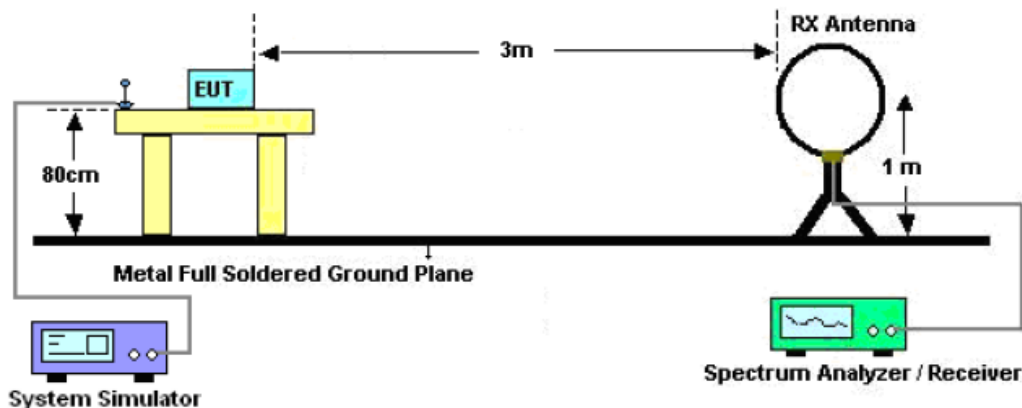 RX Antenna
3m
EUT
80cm
1 m
Metal Full Soldered Ground Plane
System Simulator
Spectrum Analyzer / Receiver